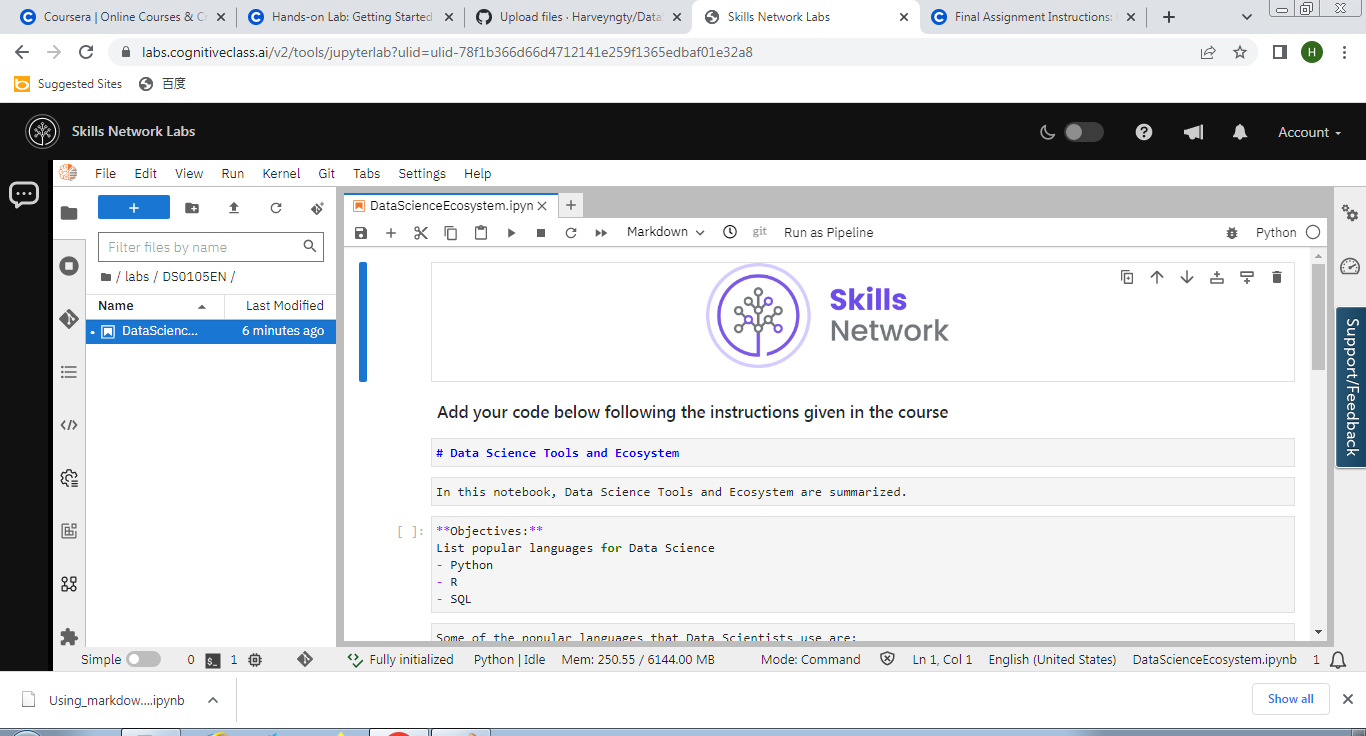 Coursera | Online Courses & Cr
Hands-on Lab: Getting Started
Upload files · Harveyngty/Data
Skills Network Labs
Final Assignment Instructions:
labs.cognitiveclass.ai/v2/tools/jupyterlab?ulid=ulid-78f1b366d66d4712141e259f1365edbaf01e32a8
H
Suggested Sites
百度
Skills Network Labs
Account
File Edit View Run Kernel Git Tabs Settings Help
DataScienceEcosystem.ipyn
Markdown
git
Run as Pipeline
Python
Filter files by name
/ labs / DS0105EN /
Name
Last Modified
DataScienc...
6 minutes ago
Skills
Network
Add your code below following the instructions given in the course
# Data Science Tools and Ecosystem
In this notebook, Data Science Tools and Ecosystem are summarized.
[ ]:
**Objectives:**
List popular languages for Data Science
- Python
- R
- SQL
Some of the popular languages that Data Scientists use are:
Support/Feedback
Simple
0
1
Fully initialized
Python | Idle
Mem: 250.55 / 6144.00 MB
Mode: Command
Ln 1, Col 1
English (United States)
DataScienceEcosystem.ipynb
1
Using_markdow....ipynb
Show all